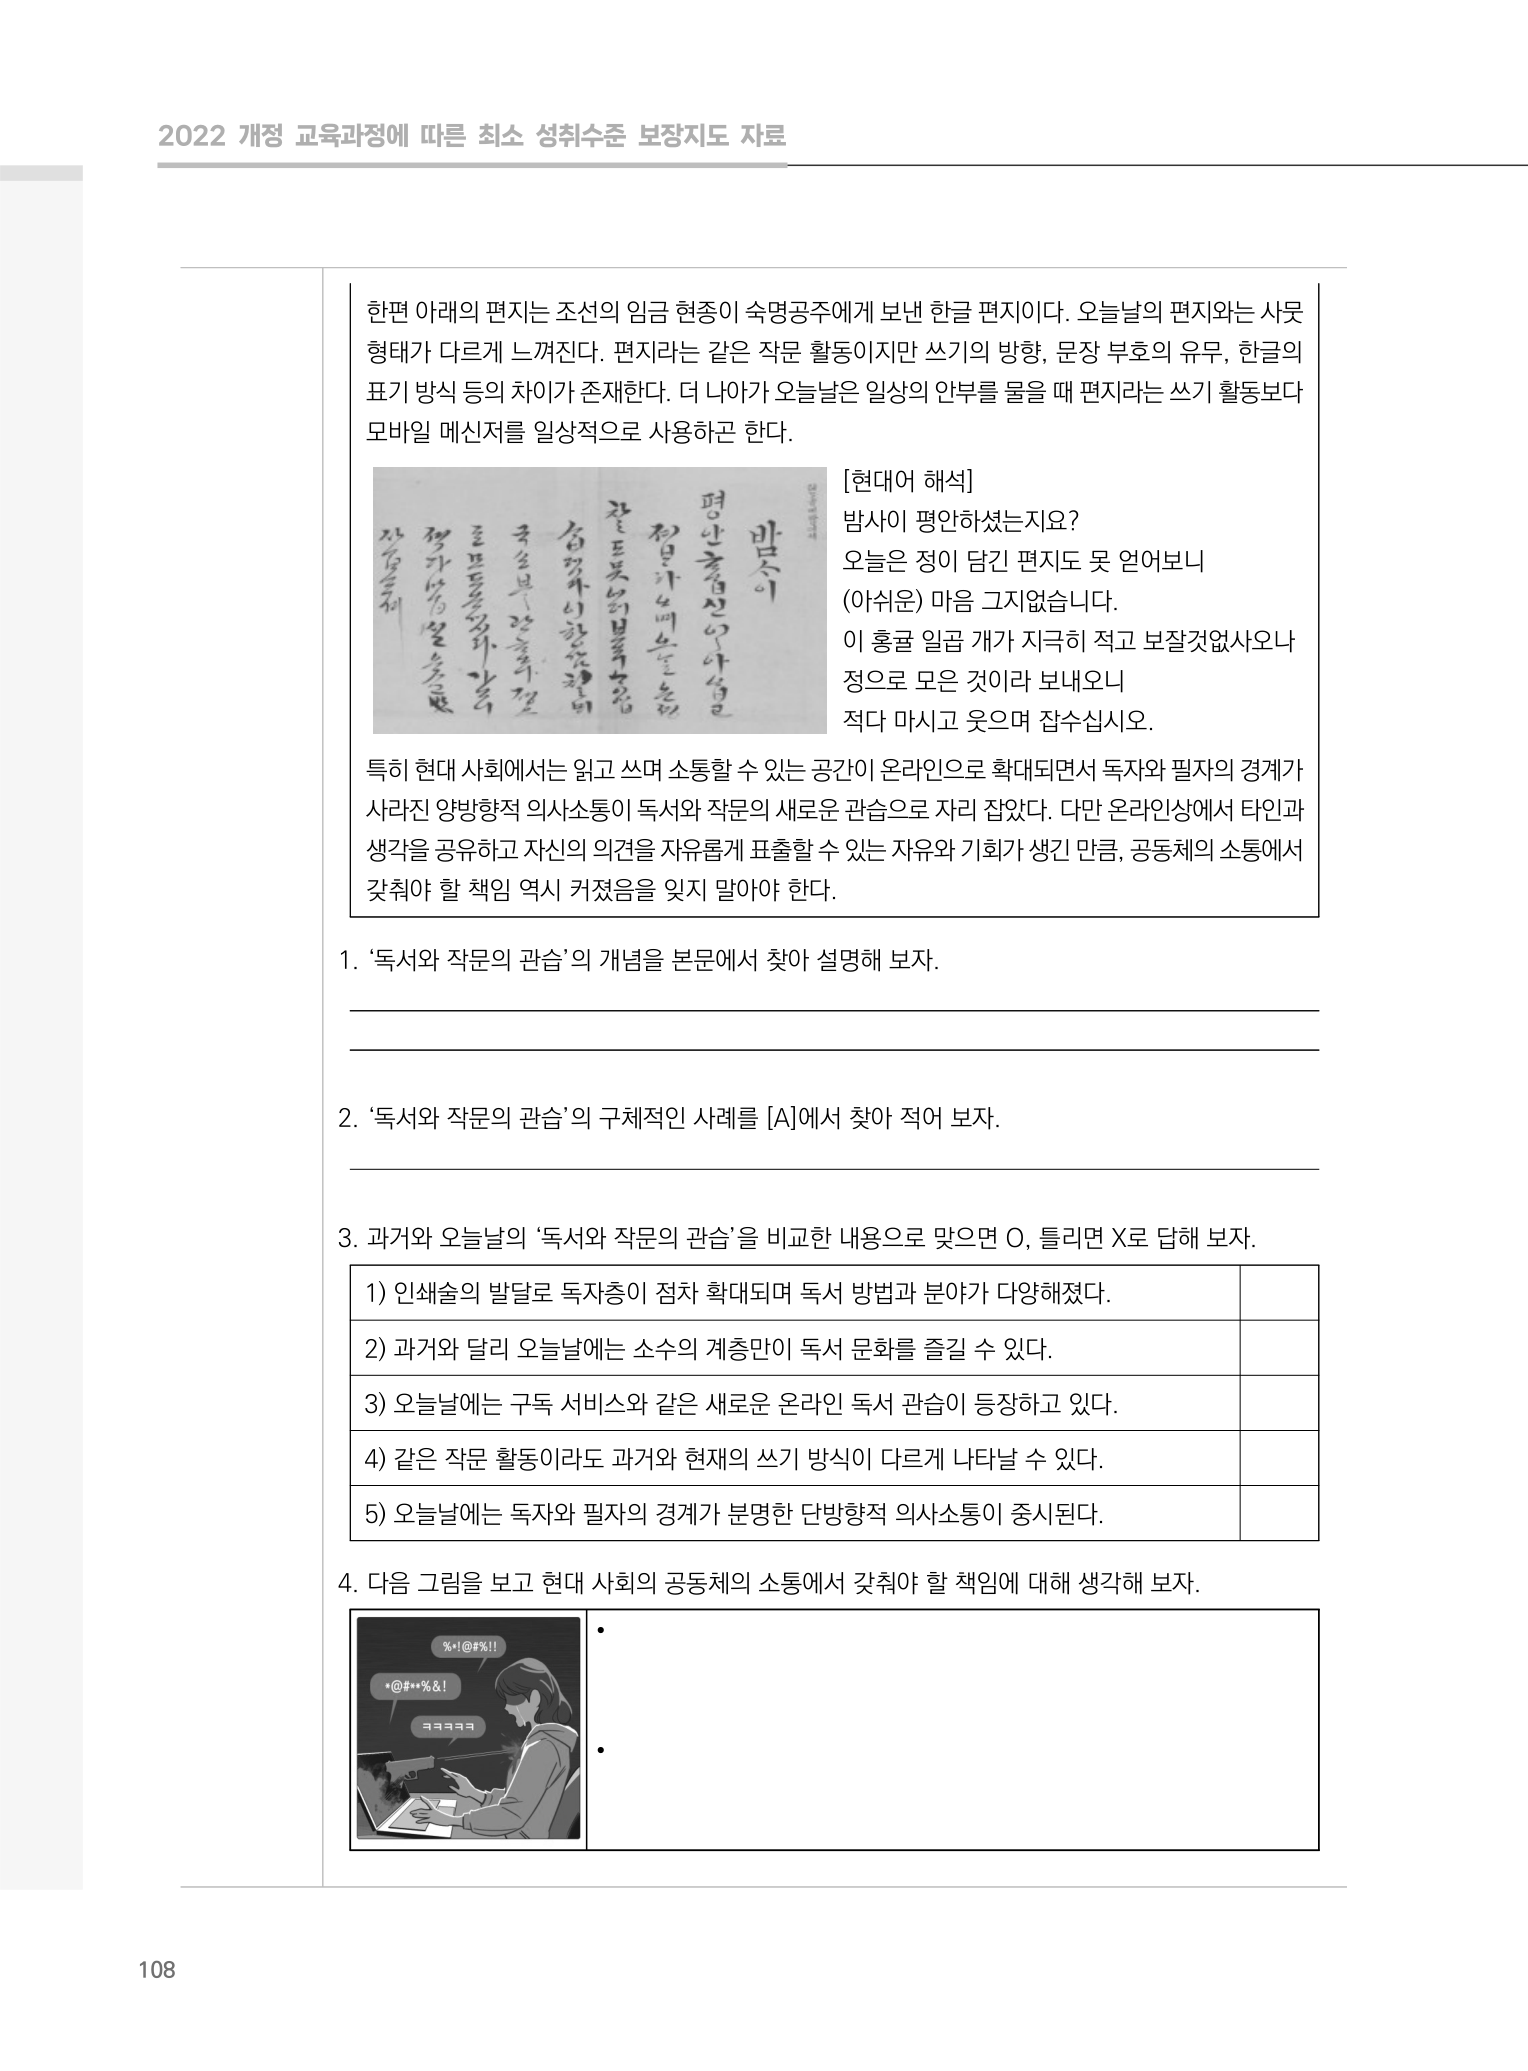 2022 개정 교육과정에 따른 최소 성취수준 보장지도 자료
한편 아래의 편지는 조선의 임금 현종이 숙명공주에게 보낸 한글 편지이다. 오늘날의 편지와는 사뭇
형태가 다르게 느껴진다. 편지라는 같은 작문 활동이지만 쓰기의 방향, 문장 부호의 유무, 한글의
표기 방식 등의 차이가 존재한다. 더 나아가 오늘날은 일상의 안부를 물을 때 편지라는 쓰기 활동보다
모바일 메신저를 일상적으로 사용하곤 한다.
밤ᄉᆞ이
[현대어 해석]
밤사이 평안하셨는지요?
오늘은 정이 담긴 편지도 못 얻어보니
(아쉬운) 마음 그지없습니다.
이 홍귤 일곱 개가 지극히 적고 보잘것없사오나
정으로 모은 것이라 보내오니
적다 마시고 웃으며 잡수십시오.
특히 현대 사회에서는 읽고 쓰며 소통할 수 있는 공간이 온라인으로 확대되면서 독자와 필자의 경계가
사라진 양방향적 의사소통이 독서와 작문의 새로운 관습으로 자리 잡았다. 다만 온라인상에서 타인과
생각을 공유하고 자신의 의견을 자유롭게 표출할 수 있는 자유와 기회가 생긴 만큼, 공동체의 소통에서
갖춰야 할 책임 역시 커졌음을 잊지 말아야 한다.
1. ‘독서와 작문의 관습’의 개념을 본문에서 찾아 설명해 보자.
2. ‘독서와 작문의 관습’의 구체적인 사례를 [A]에서 찾아 적어 보자.
3. 과거와 오늘날의 ‘독서와 작문의 관습’을 비교한 내용으로 맞으면 O, 틀리면 X로 답해 보자.
1) 인쇄술의 발달로 독자층이 점차 확대되며 독서 방법과 분야가 다양해졌다.
2) 과거와 달리 오늘날에는 소수의 계층만이 독서 문화를 즐길 수 있다.
3) 오늘날에는 구독 서비스와 같은 새로운 온라인 독서 관습이 등장하고 있다.
4) 같은 작문 활동이라도 과거와 현재의 쓰기 방식이 다르게 나타날 수 있다.
5) 오늘날에는 독자와 필자의 경계가 분명한 단방향적 의사소통이 중시된다.
4. 다음 그림을 보고 현대 사회의 공동체의 소통에서 갖춰야 할 책임에 대해 생각해 보자.
%*!@#%!!
*@#**%&!
ㅋㅋㅋㅋㅋ
•
•
108